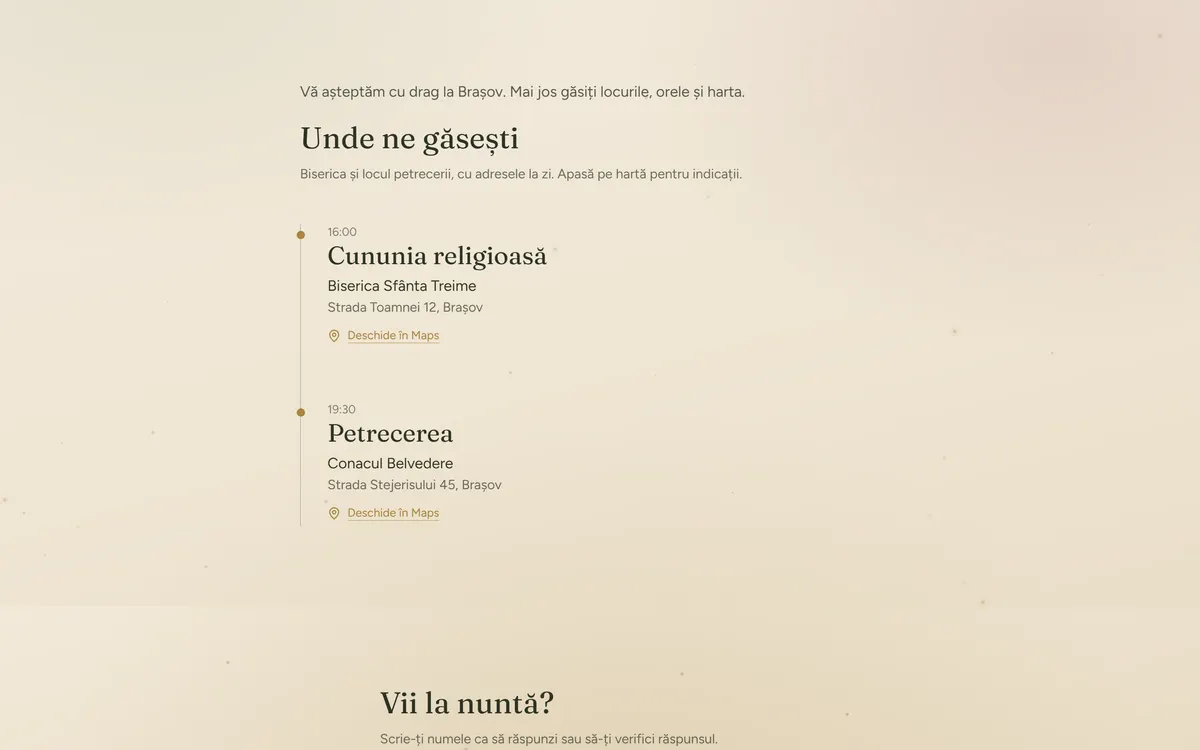 Vă așteptăm cu drag la Brașov. Mai jos găsiți locurile, orele și harta.
Unde ne găsești
Biserica și locul petrecerii, cu adresele la zi. Apasă pe hartă pentru indicații.
16:00
Cununia religioasă
Biserica Sfânta Treime
Strada Toamnei 12, Brașov
Deschide în Maps
19:30
Petrecerea
Conacul Belvedere
Strada Stejerisului 45, Brașov
Deschide în Maps
Vii la nuntă?
Scrie-ți numele ca să răspunzi sau să-ți verifici răspunsul.